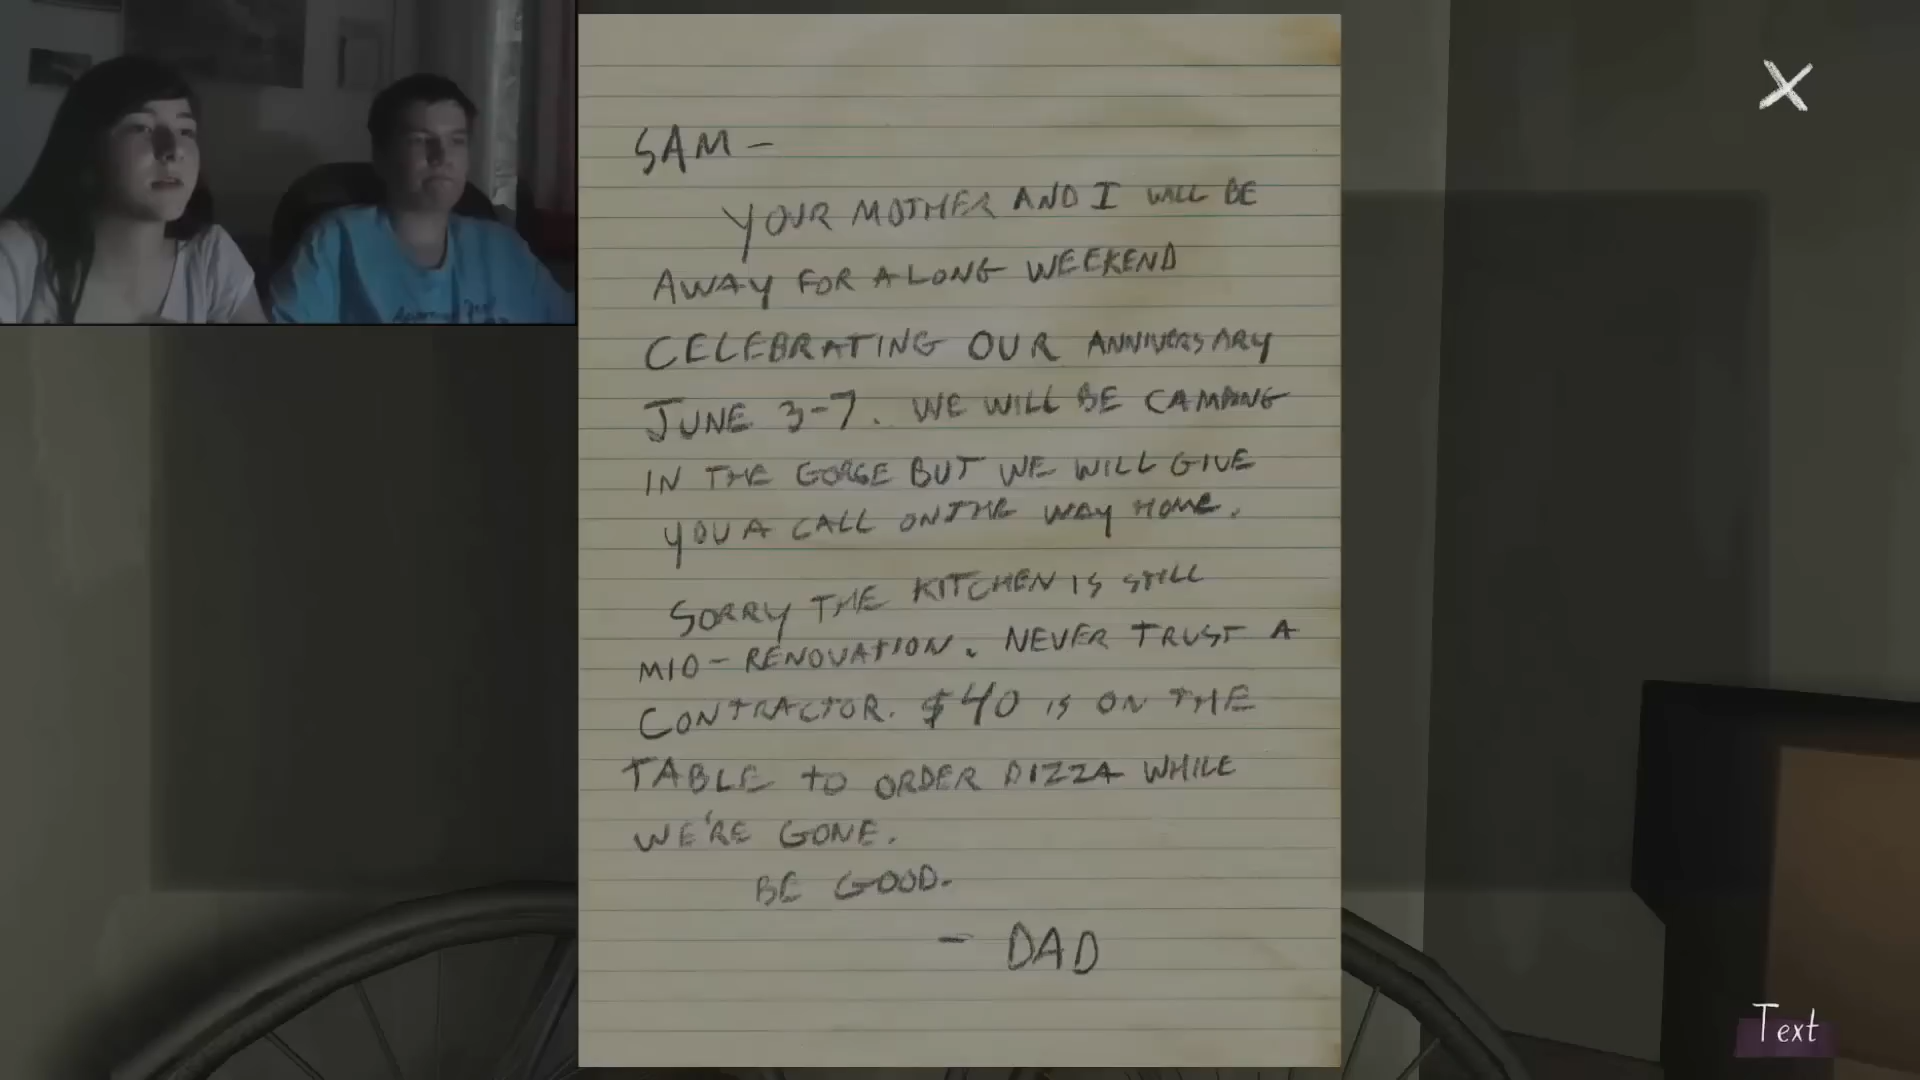 SAM -
YOUR MOTHER AND I WILL BE
AWAY FOR A LONG WEEKEND
CELEBRATING OUR ANNIVERSARY
JUNE 3-7. WE WILL BE CAMPING
IN THE GORGE BUT WE WILL GIVE
YOU A CALL ON THE WAY HOME.
SORRY THE KITCHEN IS STILL
MID-RENOVATION. NEVER TRUST A
CONTRACTOR. $40 IS ON THE
TABLE TO ORDER PIZZA WHILE
WE'RE GONE.
BE GOOD.
- DAD
Text